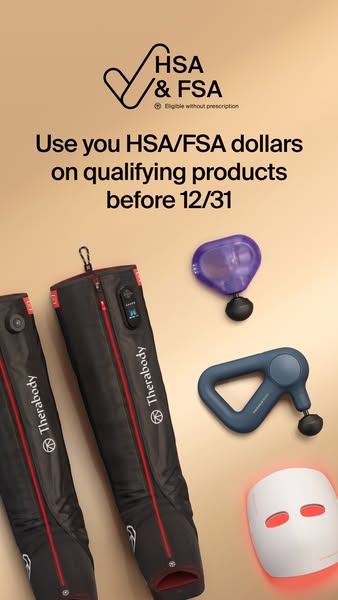 HSA
& FSA
Eligible without prescription
Use you HSA/FSA dollars
on qualifying products
before 12/31
Therabody
Therabody